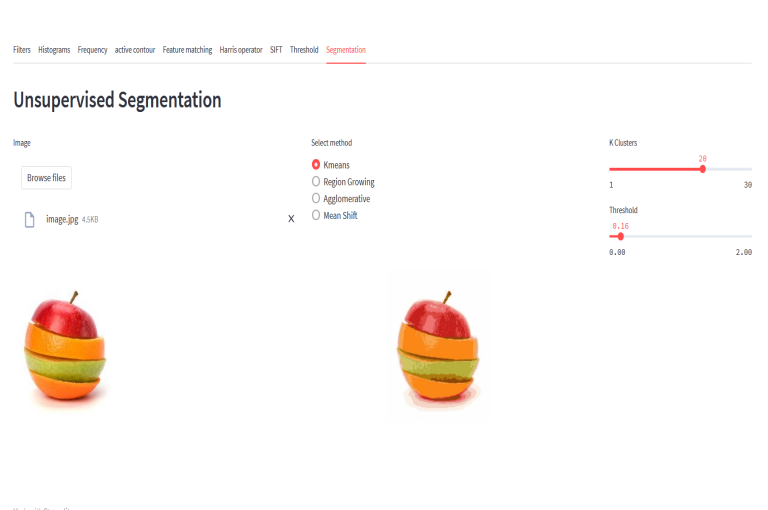 Filters Histograms Frequency active contour Feature matching Harris operator SIFT Threshold Segmentation
Unsupervised Segmentation
Image
Browse files
image.jpg 4.5KB X
Select method
Kmeans
Region Growing
Agglomerative
Mean Shift
K Clusters
20
1 30
Threshold
0.16
0.00 2.00